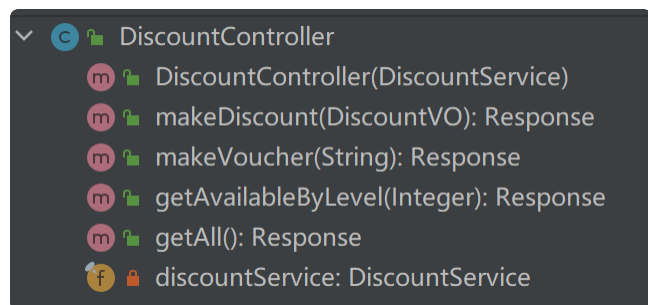 DiscountController
DiscountController(DiscountService)
makeDiscount(DiscountVO): Response
makeVoucher(String): Response
getAvailableByLevel(Integer): Response
getAll(): Response
discountService: DiscountService